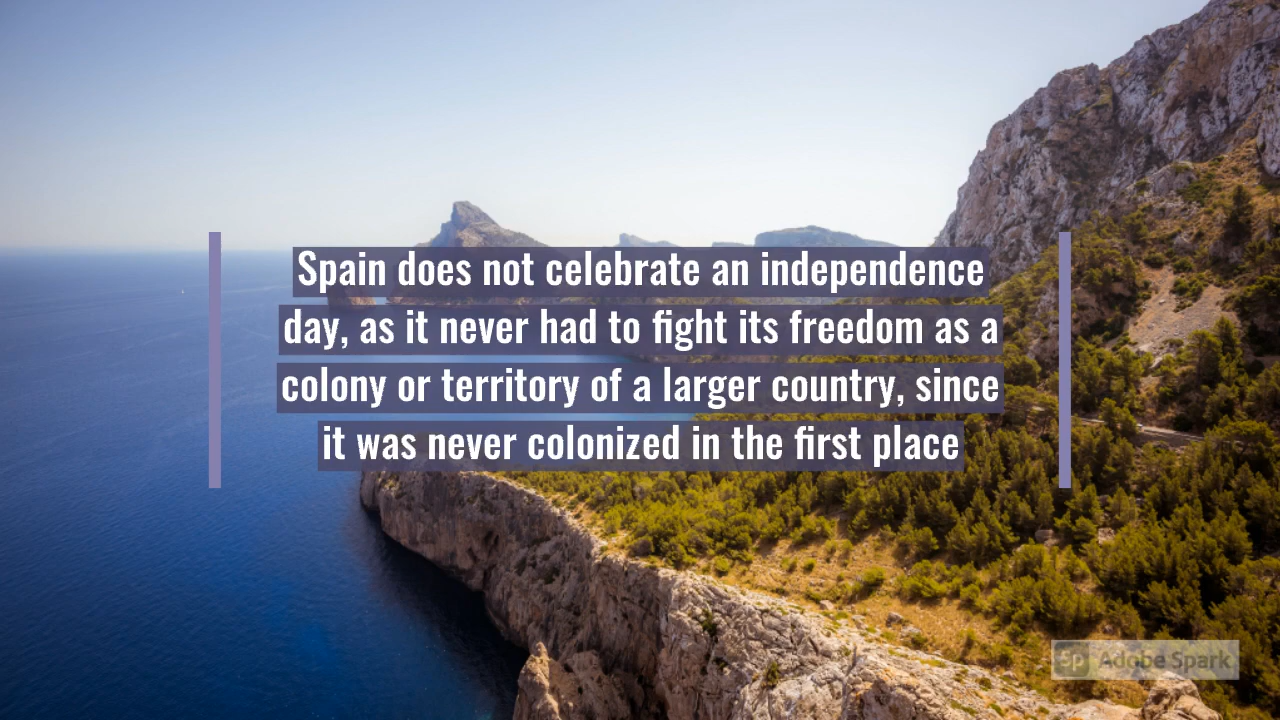 Spain does not celebrate an independence
day, as it never had to fight its freedom as a
colony or territory of a larger country, since
it was never colonized in the first place
Sp Adobe Spark